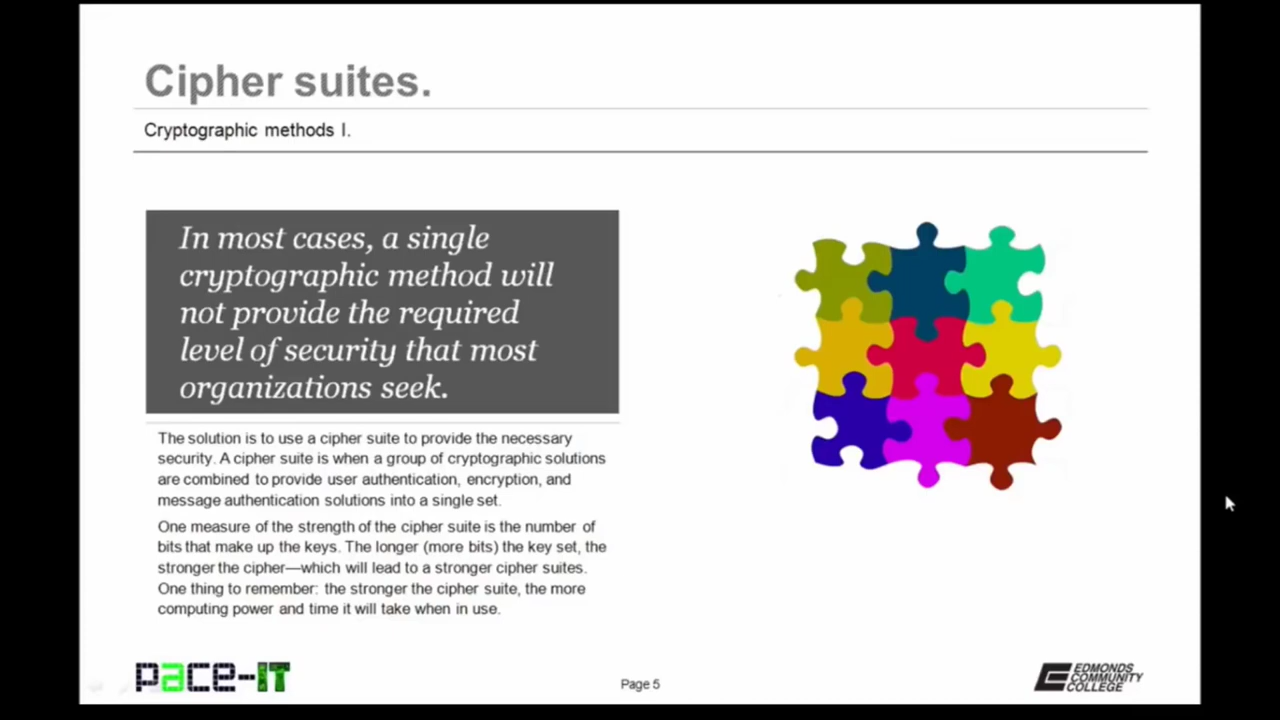 Cipher suites.
Cryptographic methods I.
In most cases, a single
cryptographic method will
not provide the required
level of security that most
organizations seek.
The solution is to use a cipher suite to provide the necessary
security. A cipher suite is when a group of cryptographic solutions
are combined to provide user authentication, encryption, and
message authentication solutions into a single set.
One measure of the strength of the cipher suite is the number of
bits that make up the keys. The longer (more bits) the key set, the
stronger the cipher—which will lead to a stronger cipher suites.
One thing to remember: the stronger the cipher suite, the more
computing power and time it will take when in use.
pace-IT
Page 5
EDMONDS
COMMUNITY
COLLEGE